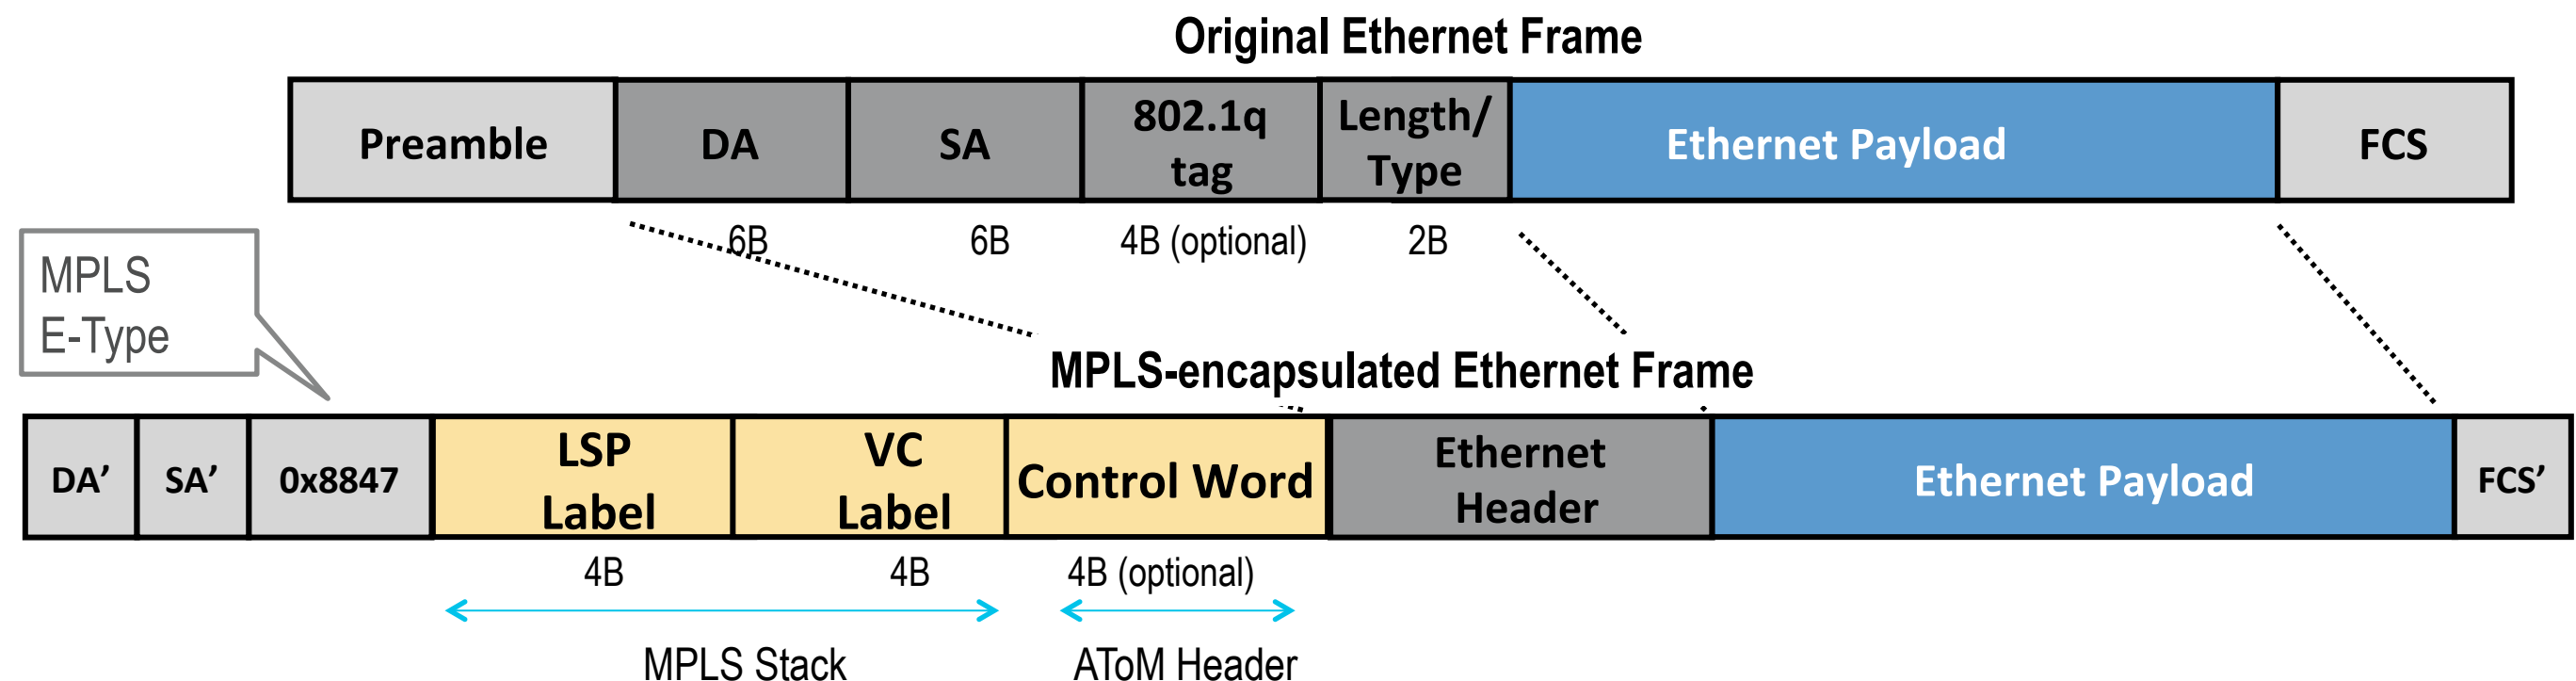 Original Ethernet Frame
Preamble DA SA 802.1q tag Length/ Type Ethernet Payload FCS
6B 6B 4B (optional) 2B
MPLS
E-Type
MPLS-encapsulated Ethernet Frame
DA’ SA’ 0x8847 LSP Label VC Label Control Word Ethernet Header Ethernet Payload FCS’
4B 4B 4B (optional)
MPLS Stack AToM Header